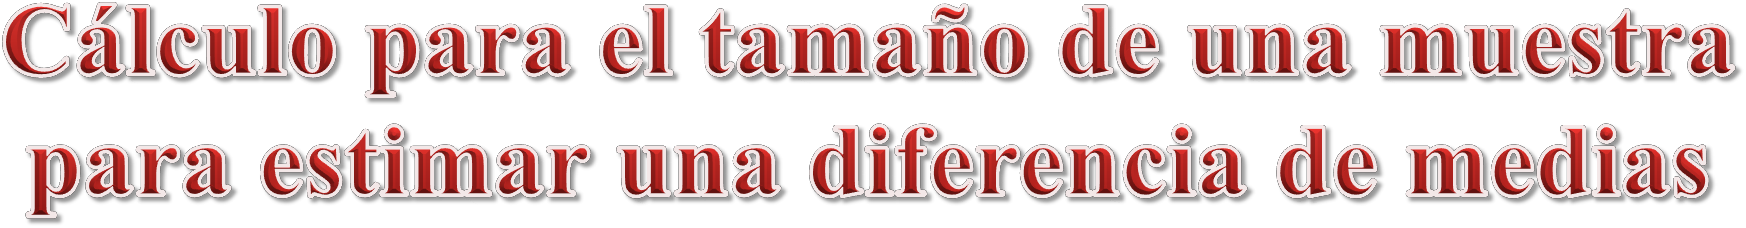 Cálculo para el tamaño de una muestra
para estimar una diferencia de medias